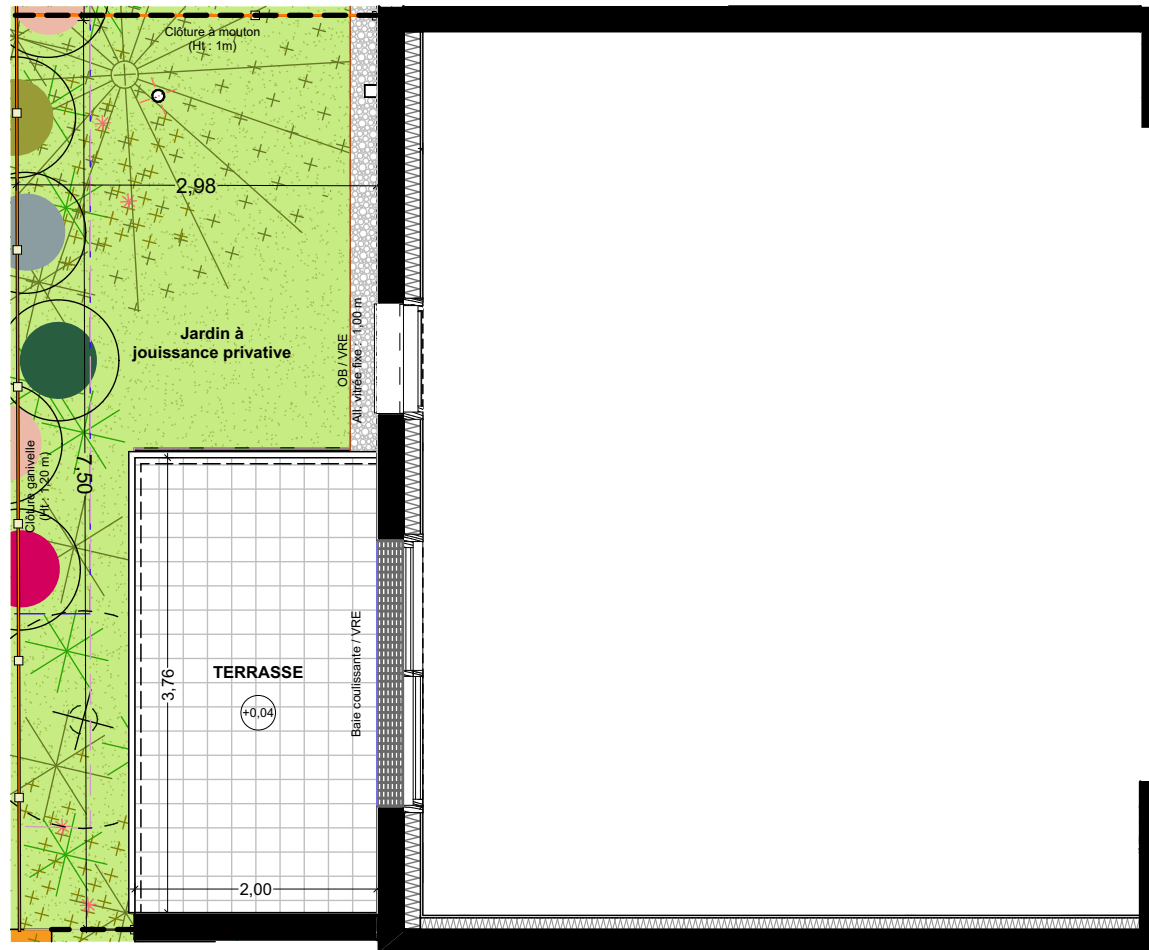 Clôture à mouton
(Ht : 1m)
2,98
Jardin à
jouissance privative
OB / VRE
All. vitrée fixe : 1,00 m
Clôture ganivelle
(Ht : 1,20 m)
7,50
3,76
TERRASSE
+0,04
Baie coulissante / VRE
2,00